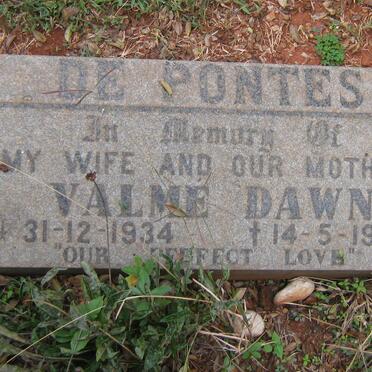 DE PONTES
In Memory Of
MY WIFE AND OUR MOTH
VALME DAWN
31-12-1934 † 14-5-19
"OUR PERFECT LOVE"